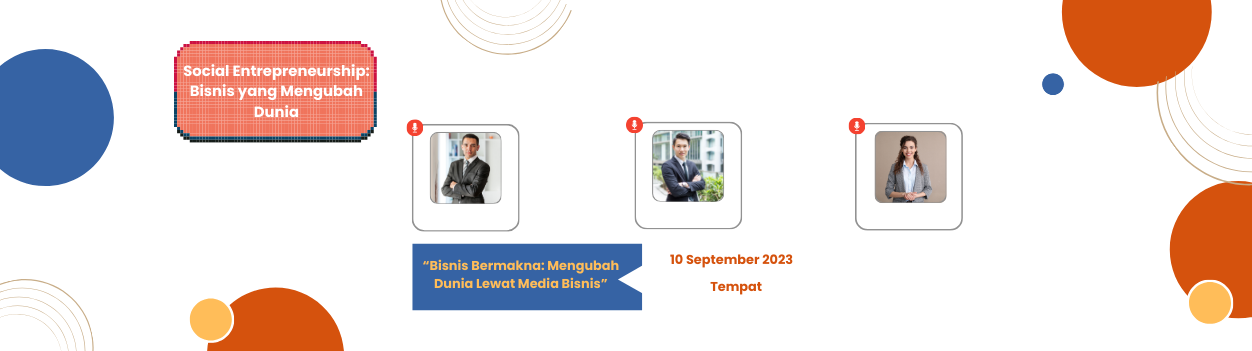 Social Entrepreneurship:
Bisnis yang Mengubah
Dunia
“Bisnis Bermakna: Mengubah
Dunia Lewat Media Bisnis”
10 September 2023
Tempat